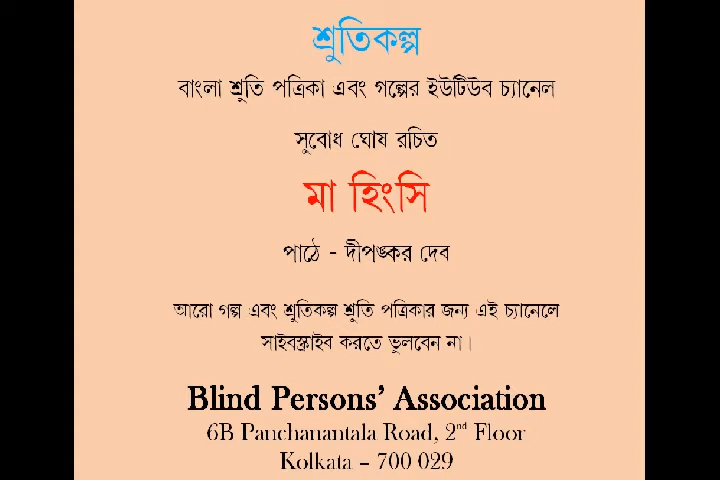 শ্রুতিকল্প
বাংলা শ্রুতি পত্রিকা এবং গল্পের ইউটিউব চ্যানেল
সুবোধ ঘোষ রচিত
মা হিংসি
পাঠে - দীপঙ্কর দেব
আরো গল্প এবং শ্রুতিকল্প শ্রুতি পত্রিকার জন্য এই চ্যানেলে
সাইবস্ক্রাইব করতে ভুলবেন না।
Blind Persons’ Association
6B Panchanantala Road, 2nd Floor
Kolkata – 700 029